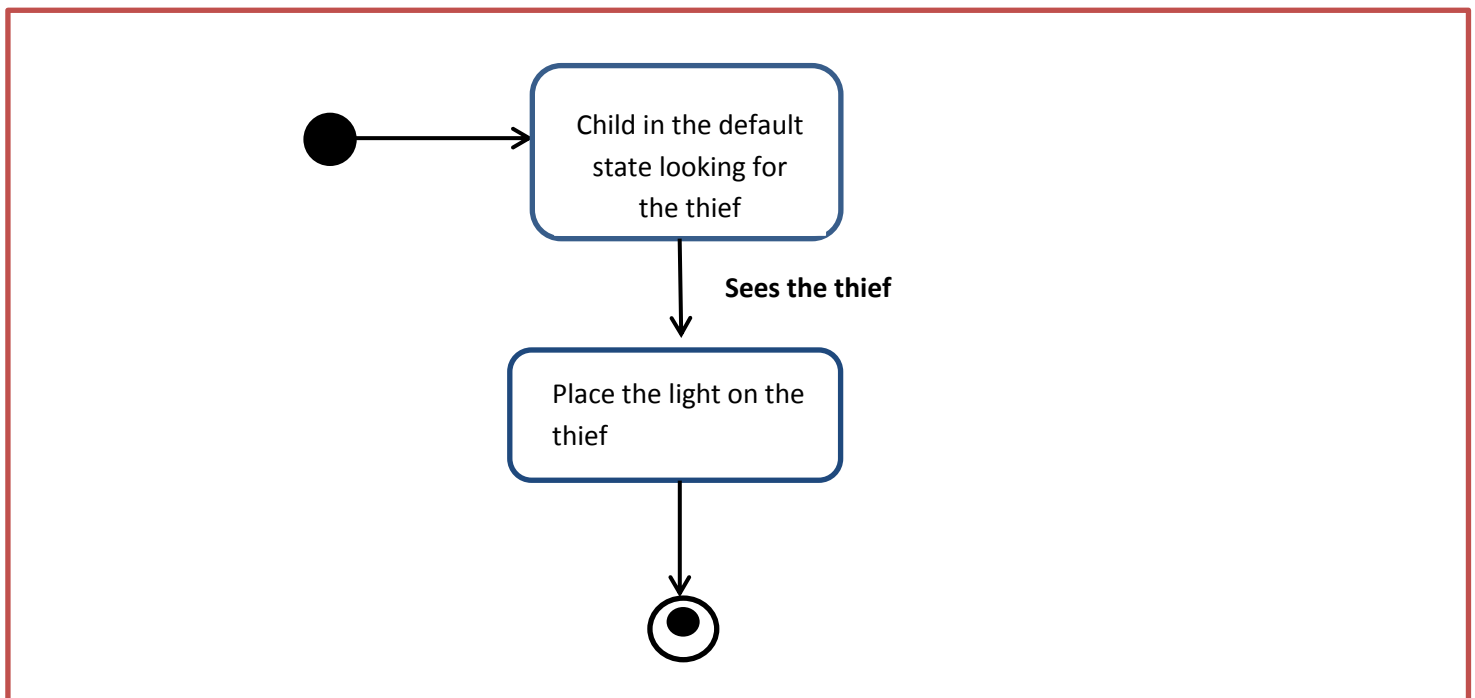 Child in the default
state looking for
the thief
Sees the thief
Place the light on the
thief